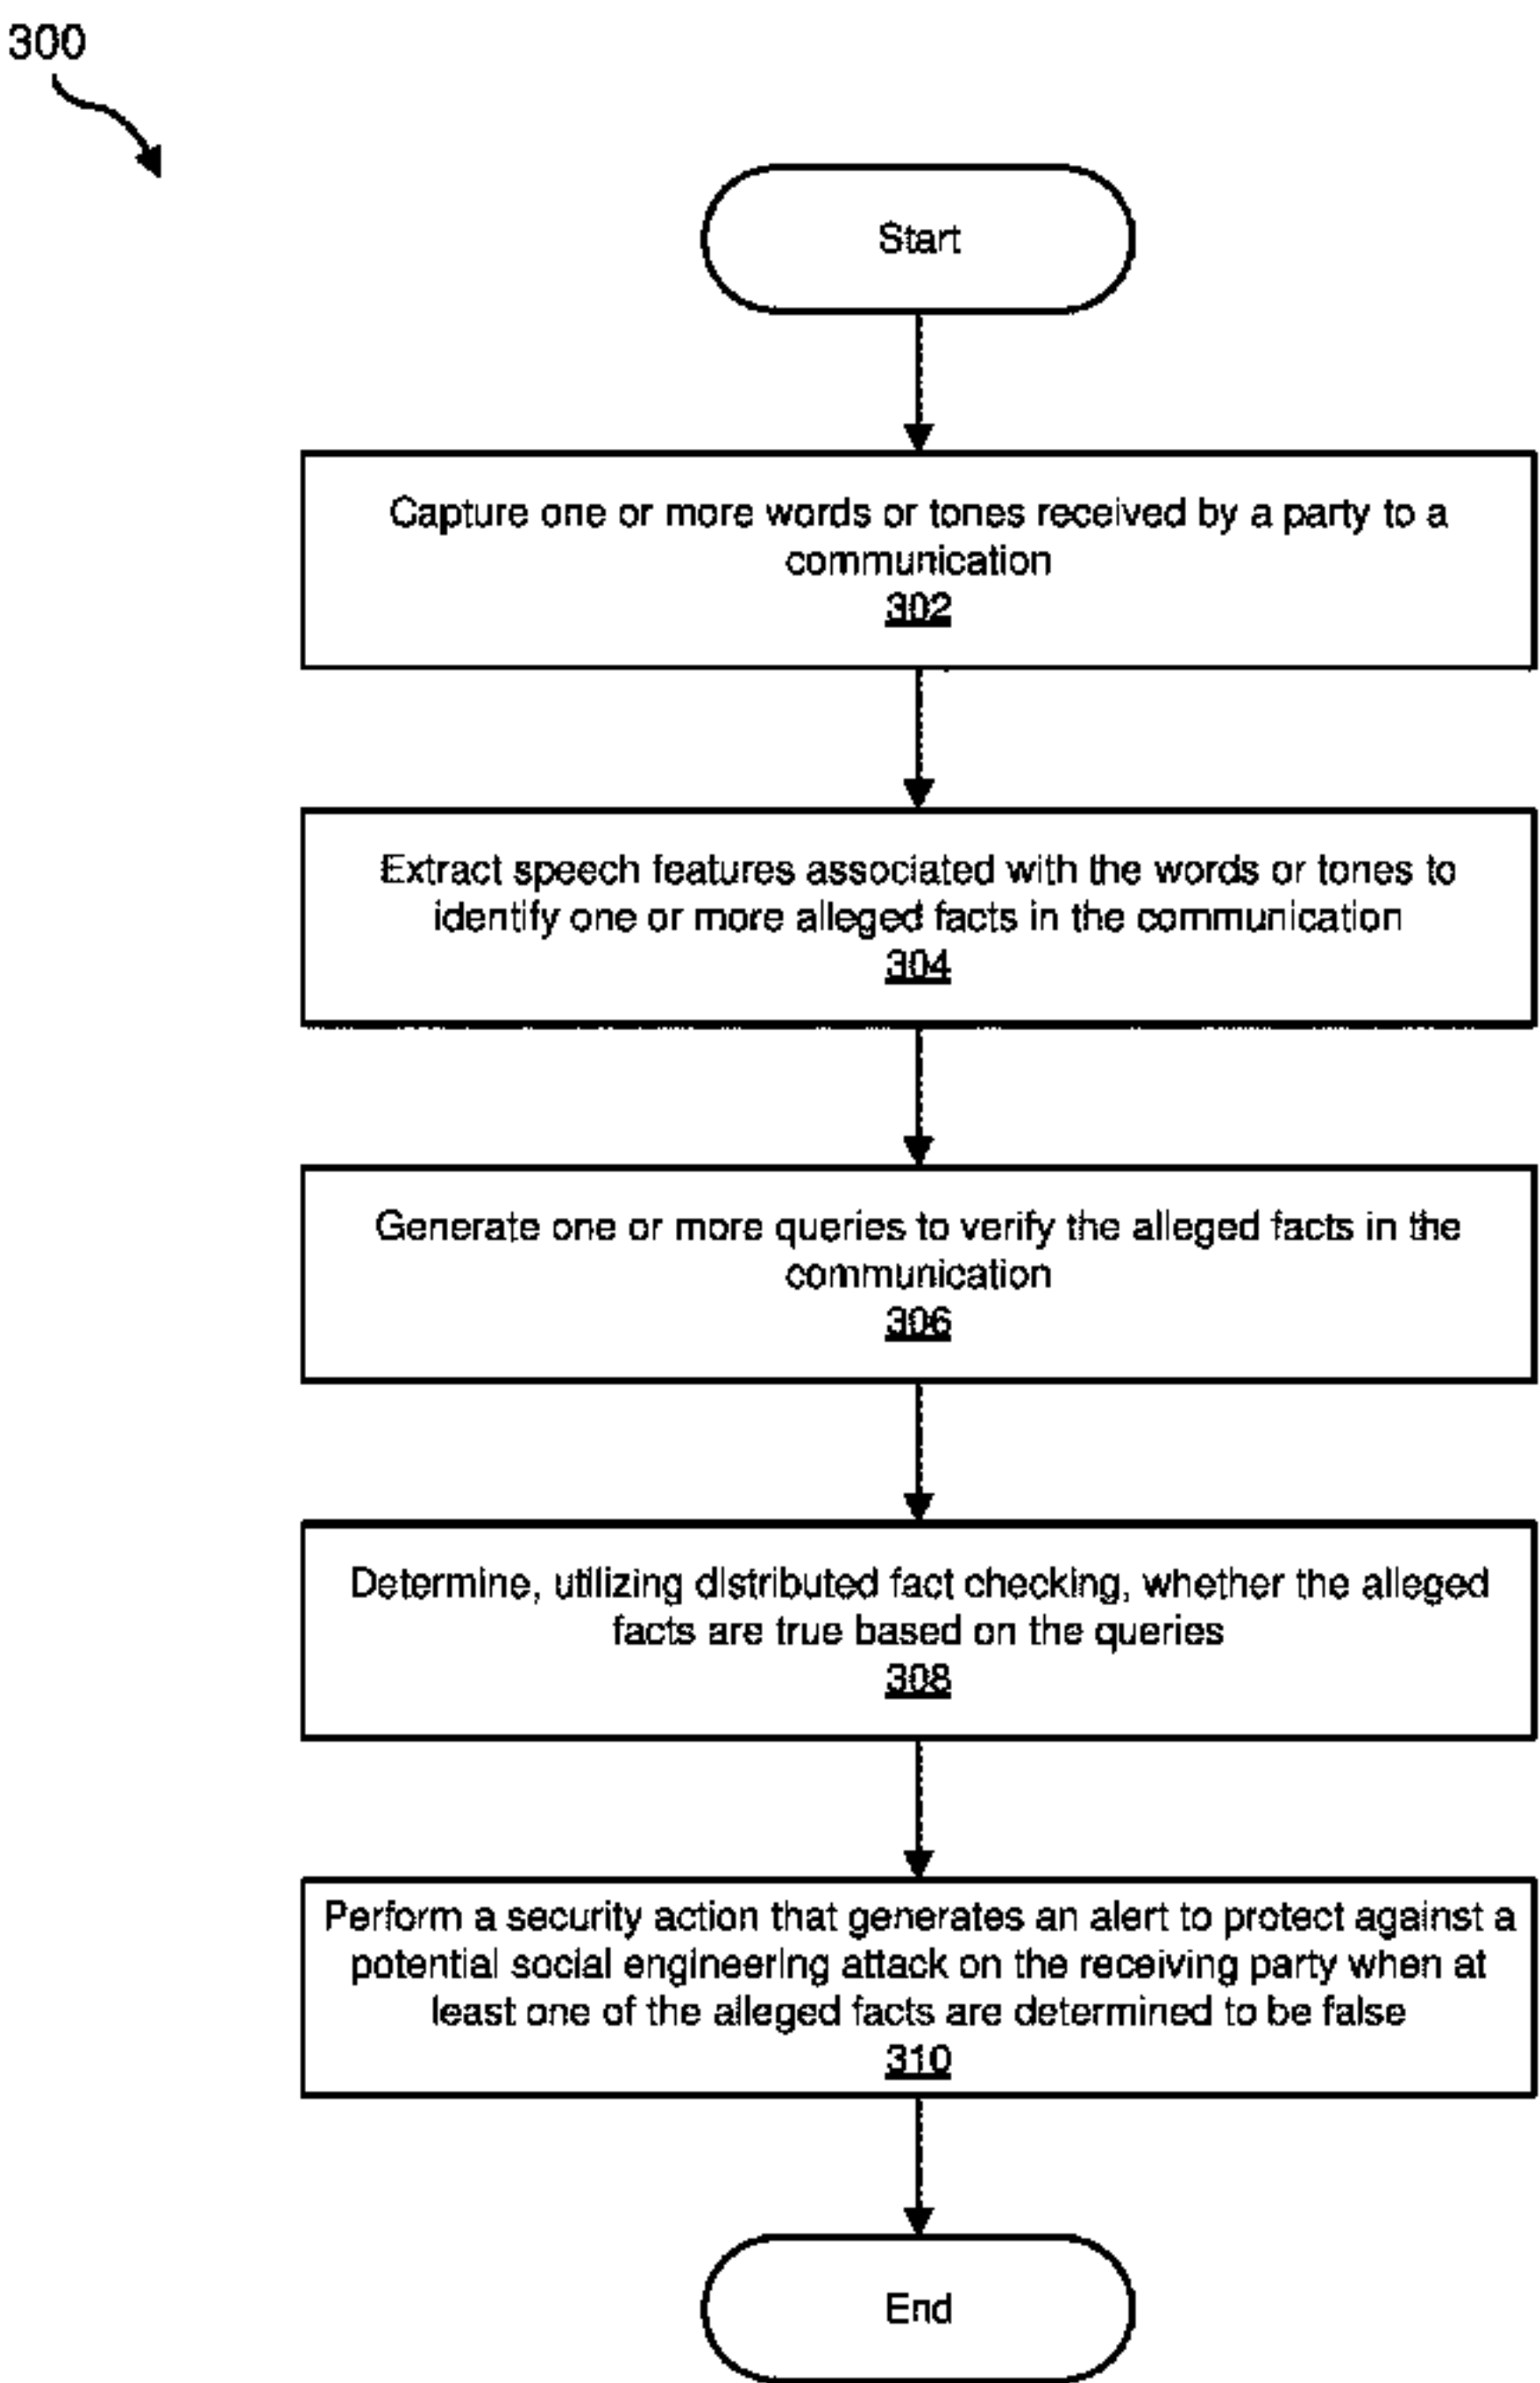 300
Start
Capture one or more words or tones received by a party to a
communication
302
Extract speech features associated with the words or tones to
identify one or more alleged facts in the communication
304
Generate one or more queries to verify the alleged facts in the
communication
306
Determine, utilizing distributed fact checking, whether the alleged
facts are true based on the queries
308
Perform a security action that generates an alert to protect against a
potential social engineering attack on the receiving party when at
least one of the alleged facts are determined to be false
310
End